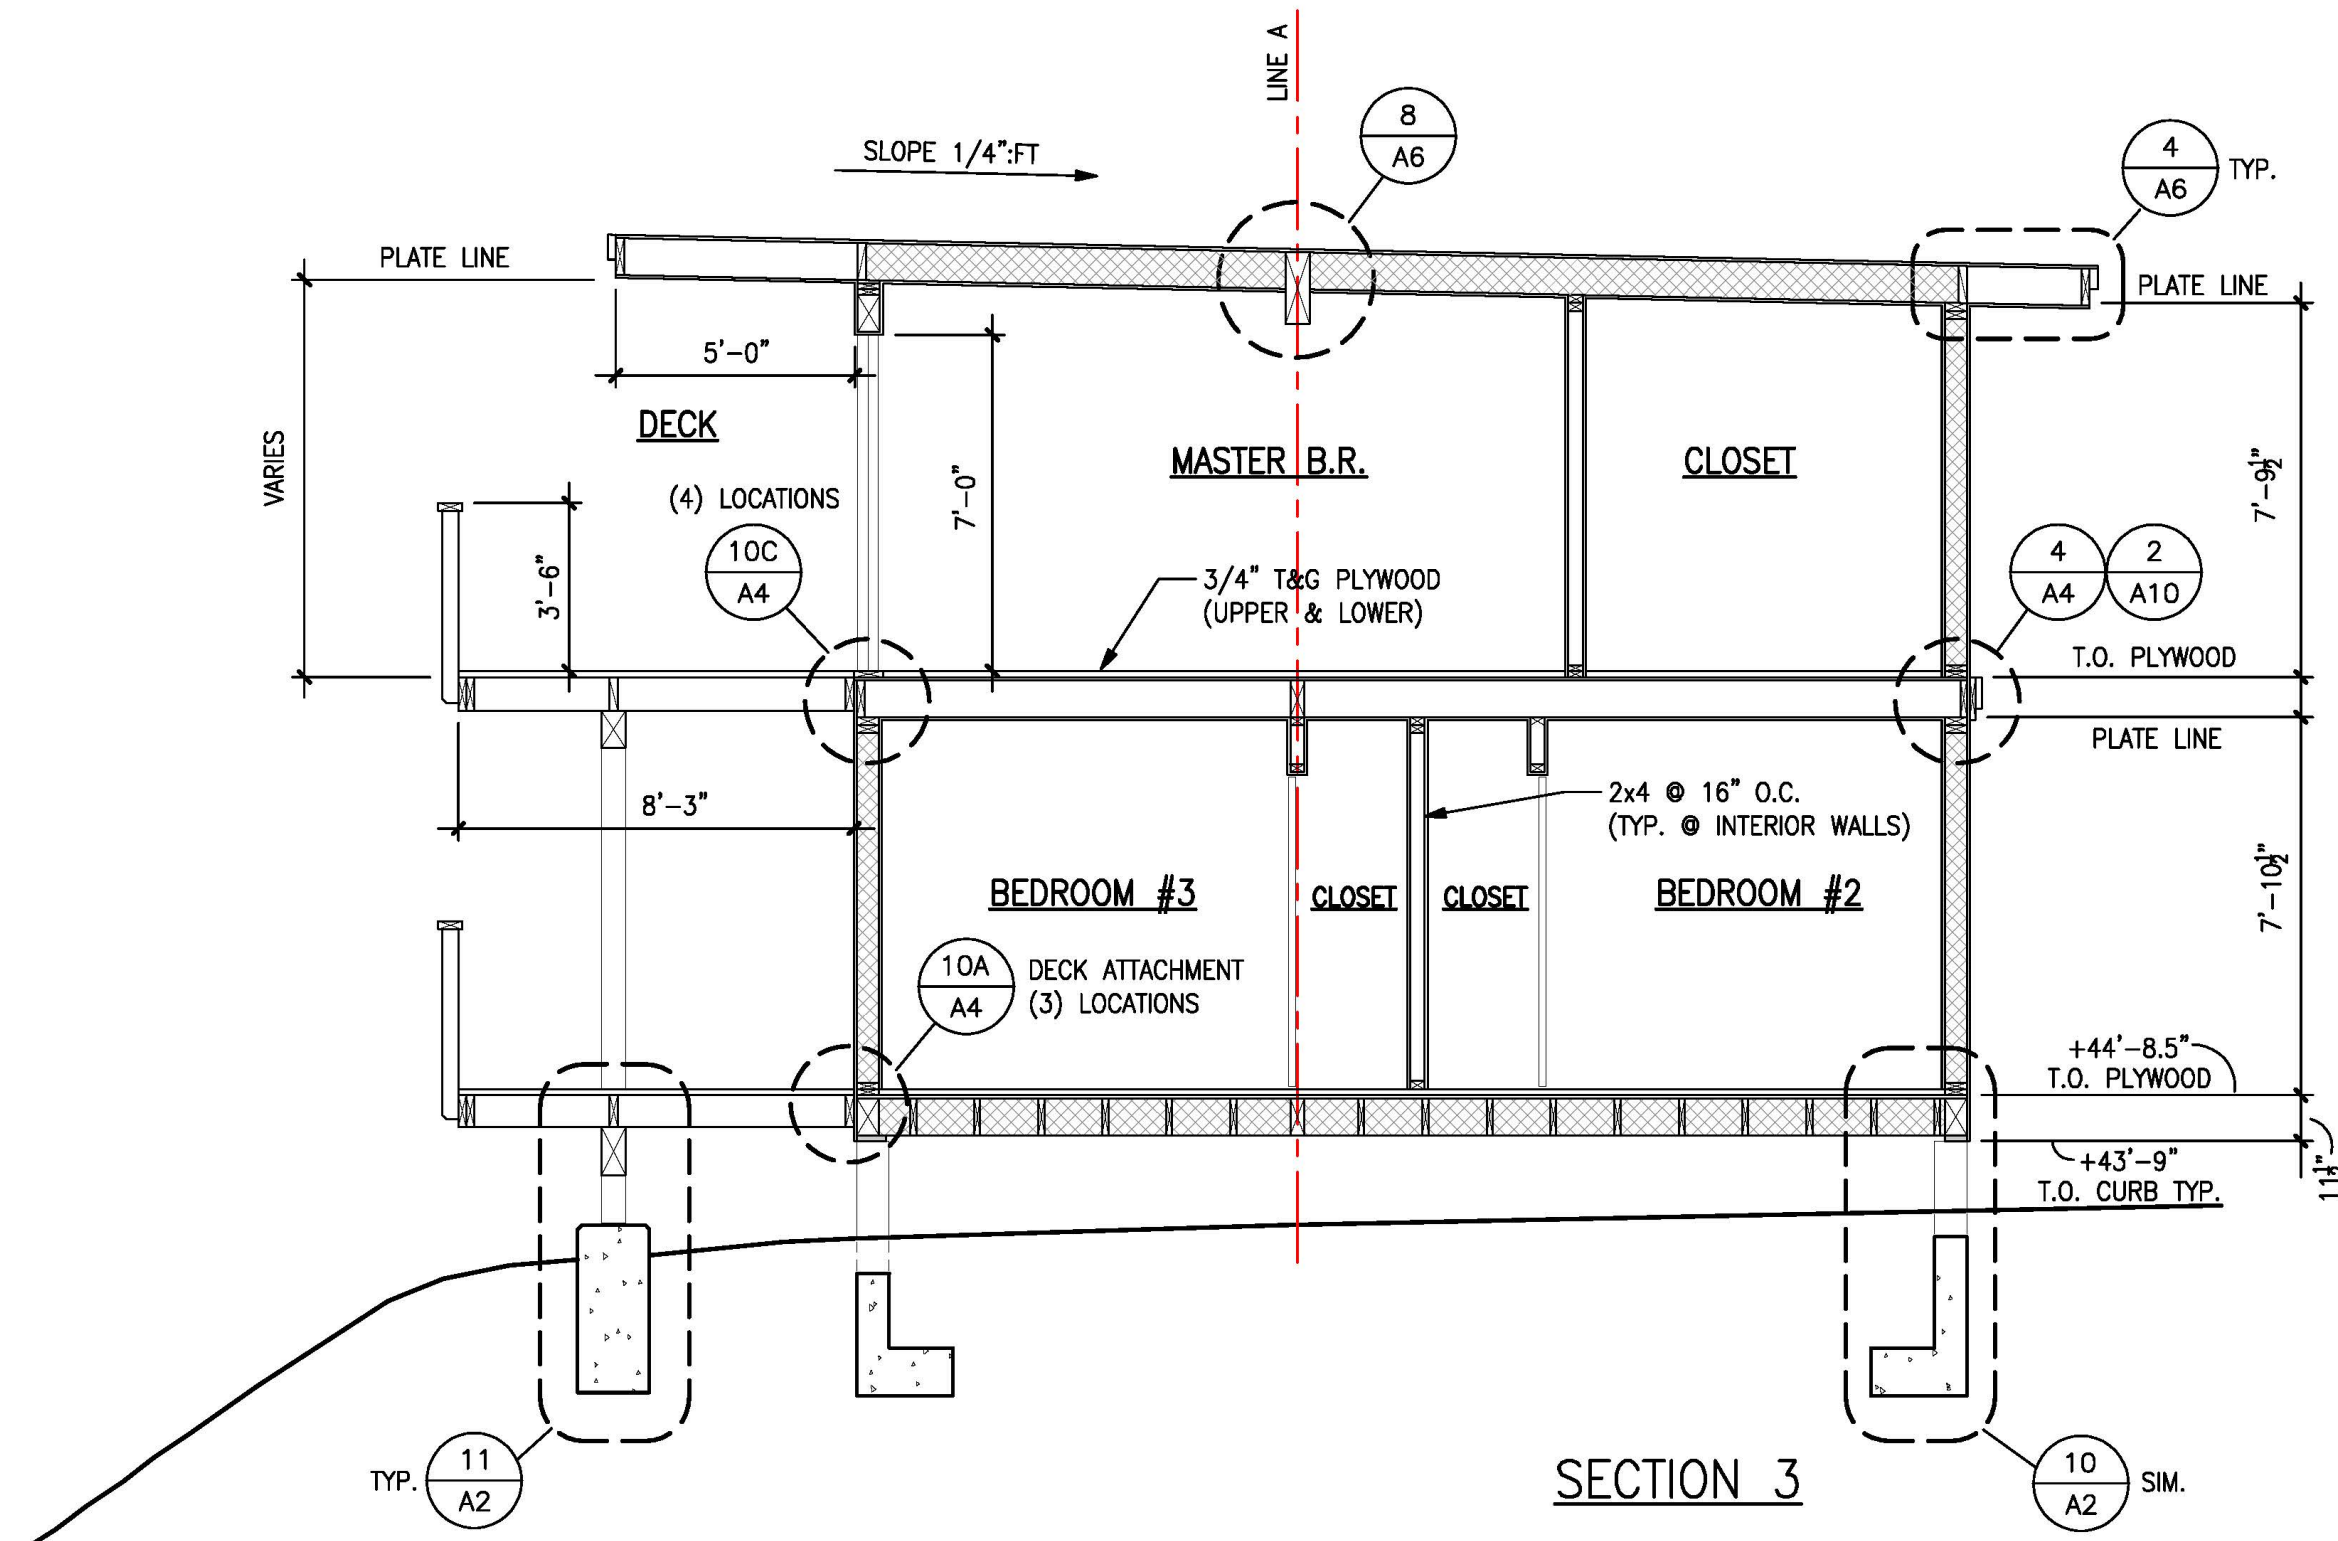 LINE A
8
A6
4
A6
TYP.
SLOPE 1/4":FT
PLATE LINE
PLATE LINE
5'-0"
DECK
VARIES
(4) LOCATIONS
10C
A4
7'-0"
3'-6"
MASTER B.R.
CLOSET
7'-9½"
3/4" T&G PLYWOOD
(UPPER & LOWER)
4
A4
2
A10
T.O. PLYWOOD
PLATE LINE
8'-3"
2x4 @ 16" O.C.
(TYP. @ INTERIOR WALLS)
BEDROOM #3
CLOSET
CLOSET
BEDROOM #2
7'-10½"
10A
A4
DECK ATTACHMENT
(3) LOCATIONS
+44'-8.5"
T.O. PLYWOOD
+43'-9"
T.O. CURB TYP.
TYP.
11
A2
SECTION 3
10
A2
SIM.